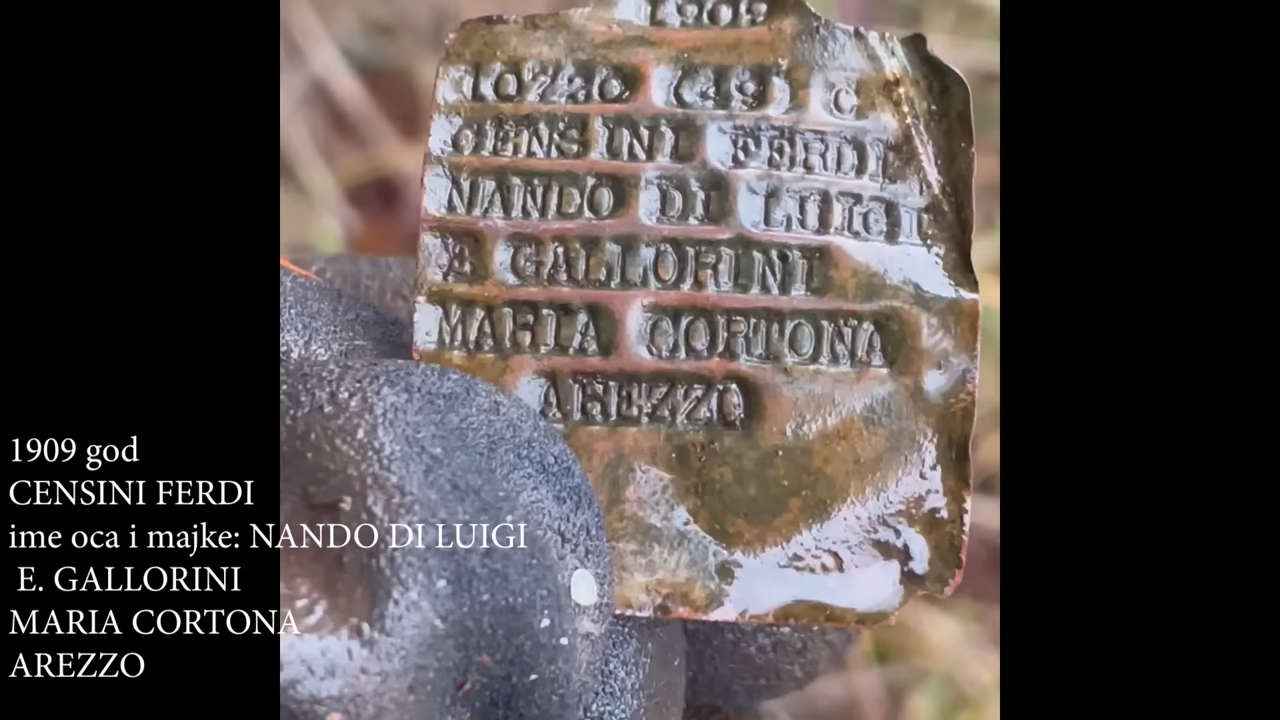 1909
10720 (49) C
CENSINI FERDI
NANDO DI LUIGI
E GALLORINI
MARIA CORTONA
AREZZO
1909 god
CENSINI FERDI
ime oca i majke: NANDO DI LUIGI
E. GALLORINI
MARIA CORTONA
AREZZO